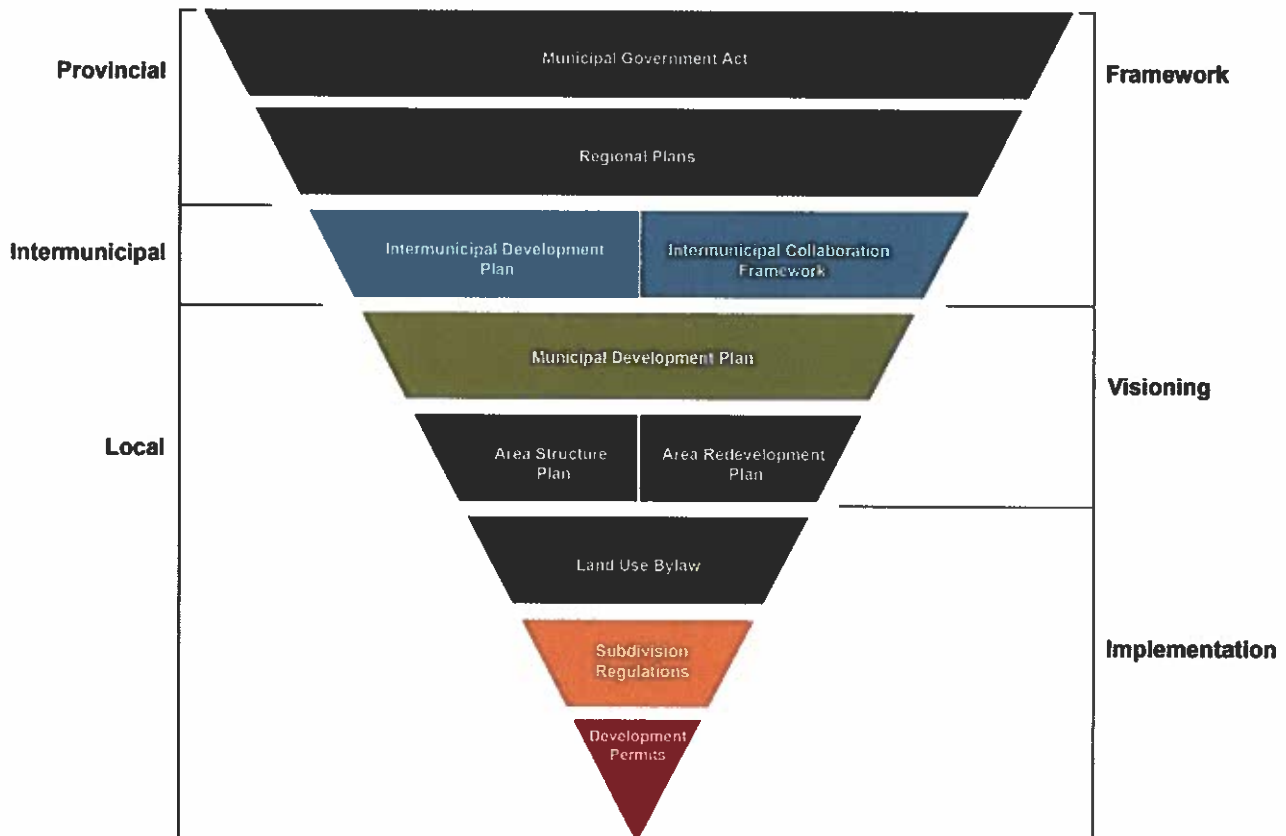 Provincial
Municipal Government Act
Framework
Regional Plans
Intermunicipal
Intermunicipal Development
Plan
Intermunicipal Collaboration
Framework
Municipal Development Plan
Visioning
Local
Area Structure
Plan
Area Redevelopment
Plan
Land Use Bylaw
Subdivision
Regulations
Implementation
Development
Permits